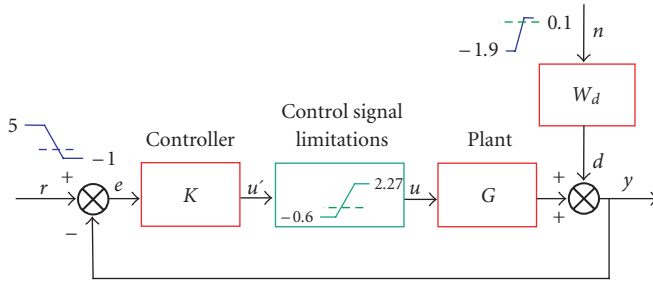 0.1
−1.9
n
W_d
d
5
−1
Controller
Control signal
limitations
Plant
r
+
e
K
u´
−0.6
2.27
u
G
+
+
y
−